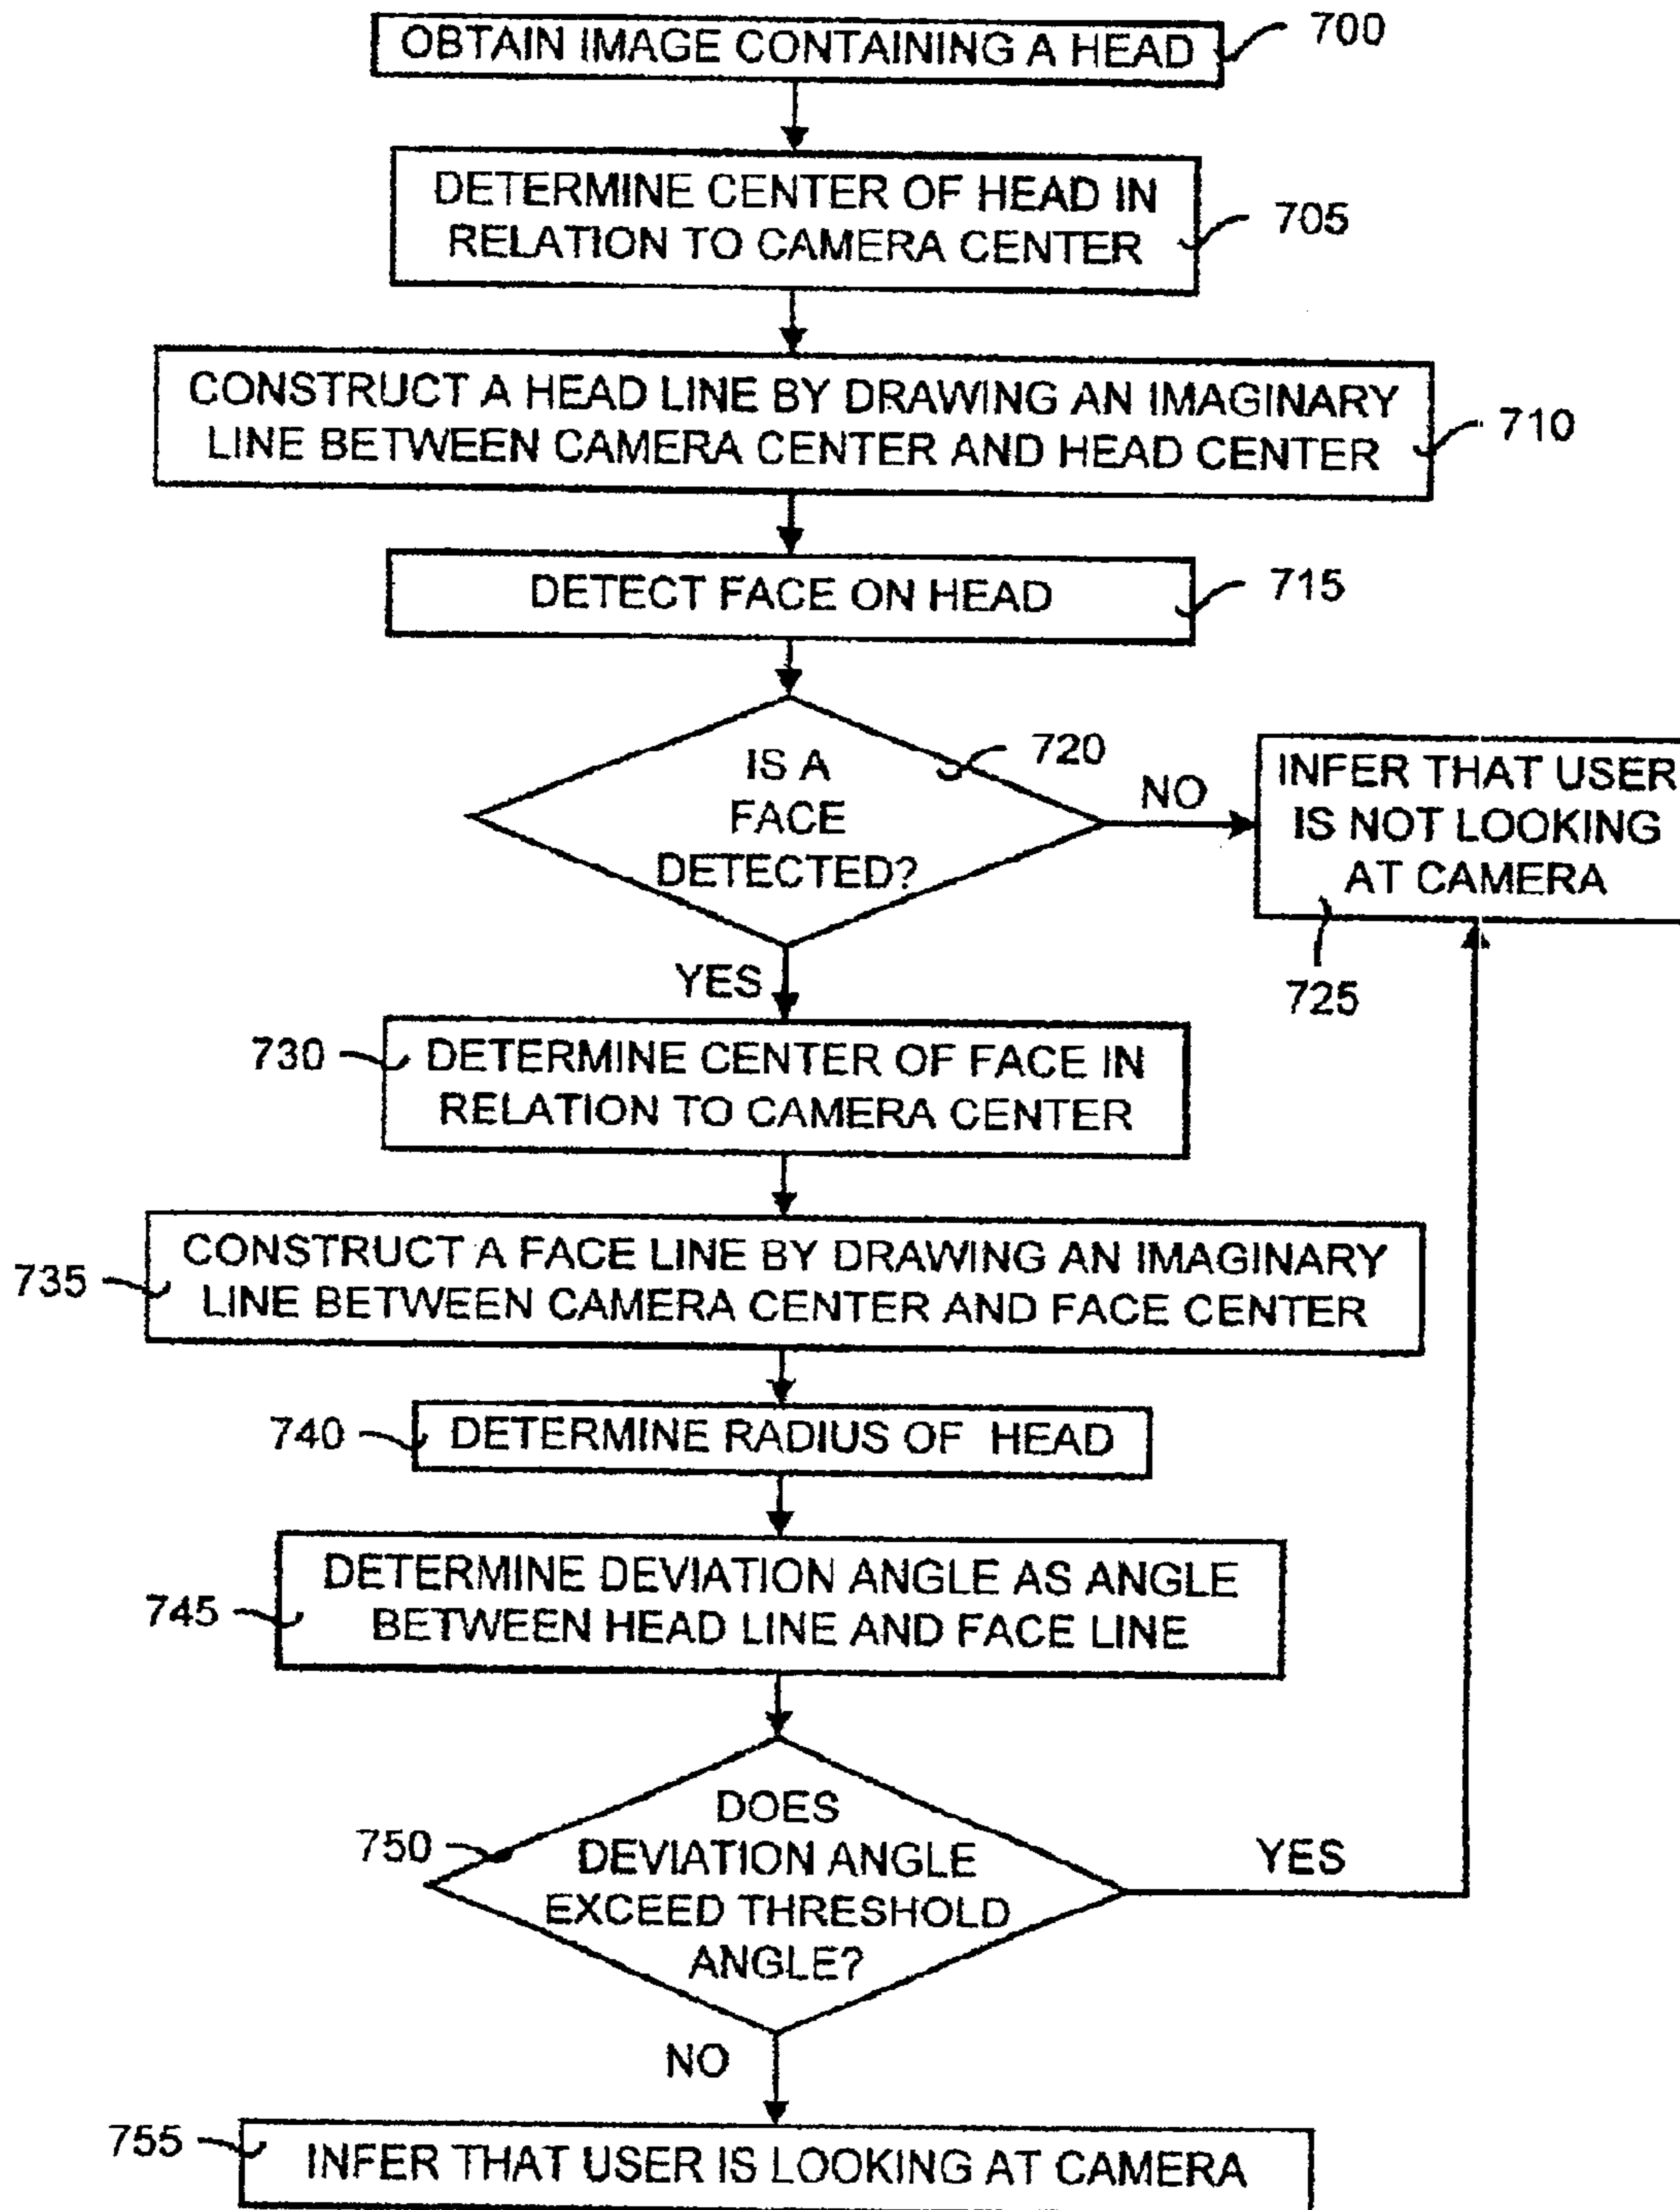 OBTAIN IMAGE CONTAINING A HEAD
700
DETERMINE CENTER OF HEAD IN
RELATION TO CAMERA CENTER
705
CONSTRUCT A HEAD LINE BY DRAWING AN IMAGINARY
LINE BETWEEN CAMERA CENTER AND HEAD CENTER
710
DETECT FACE ON HEAD
715
IS A
FACE
DETECTED?
720
NO
INFER THAT USER
IS NOT LOOKING
AT CAMERA
725
YES
730
DETERMINE CENTER OF FACE IN
RELATION TO CAMERA CENTER
735
CONSTRUCT A FACE LINE BY DRAWING AN IMAGINARY
LINE BETWEEN CAMERA CENTER AND FACE CENTER
740
DETERMINE RADIUS OF HEAD
745
DETERMINE DEVIATION ANGLE AS ANGLE
BETWEEN HEAD LINE AND FACE LINE
750
DOES
DEVIATION ANGLE
EXCEED THRESHOLD
ANGLE?
YES
NO
755
INFER THAT USER IS LOOKING AT CAMERA